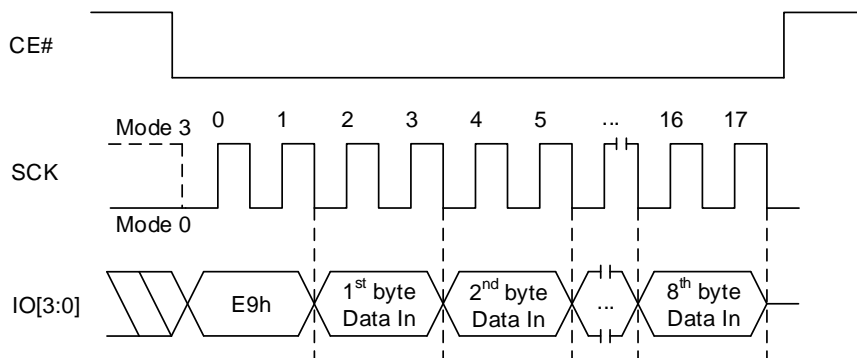 CE#
0 1 2 3 4 5 ... 16 17
Mode 3
SCK
Mode 0
IO[3:0]
E9h
1st byte
Data In
2nd byte
Data In
...
8th byte
Data In